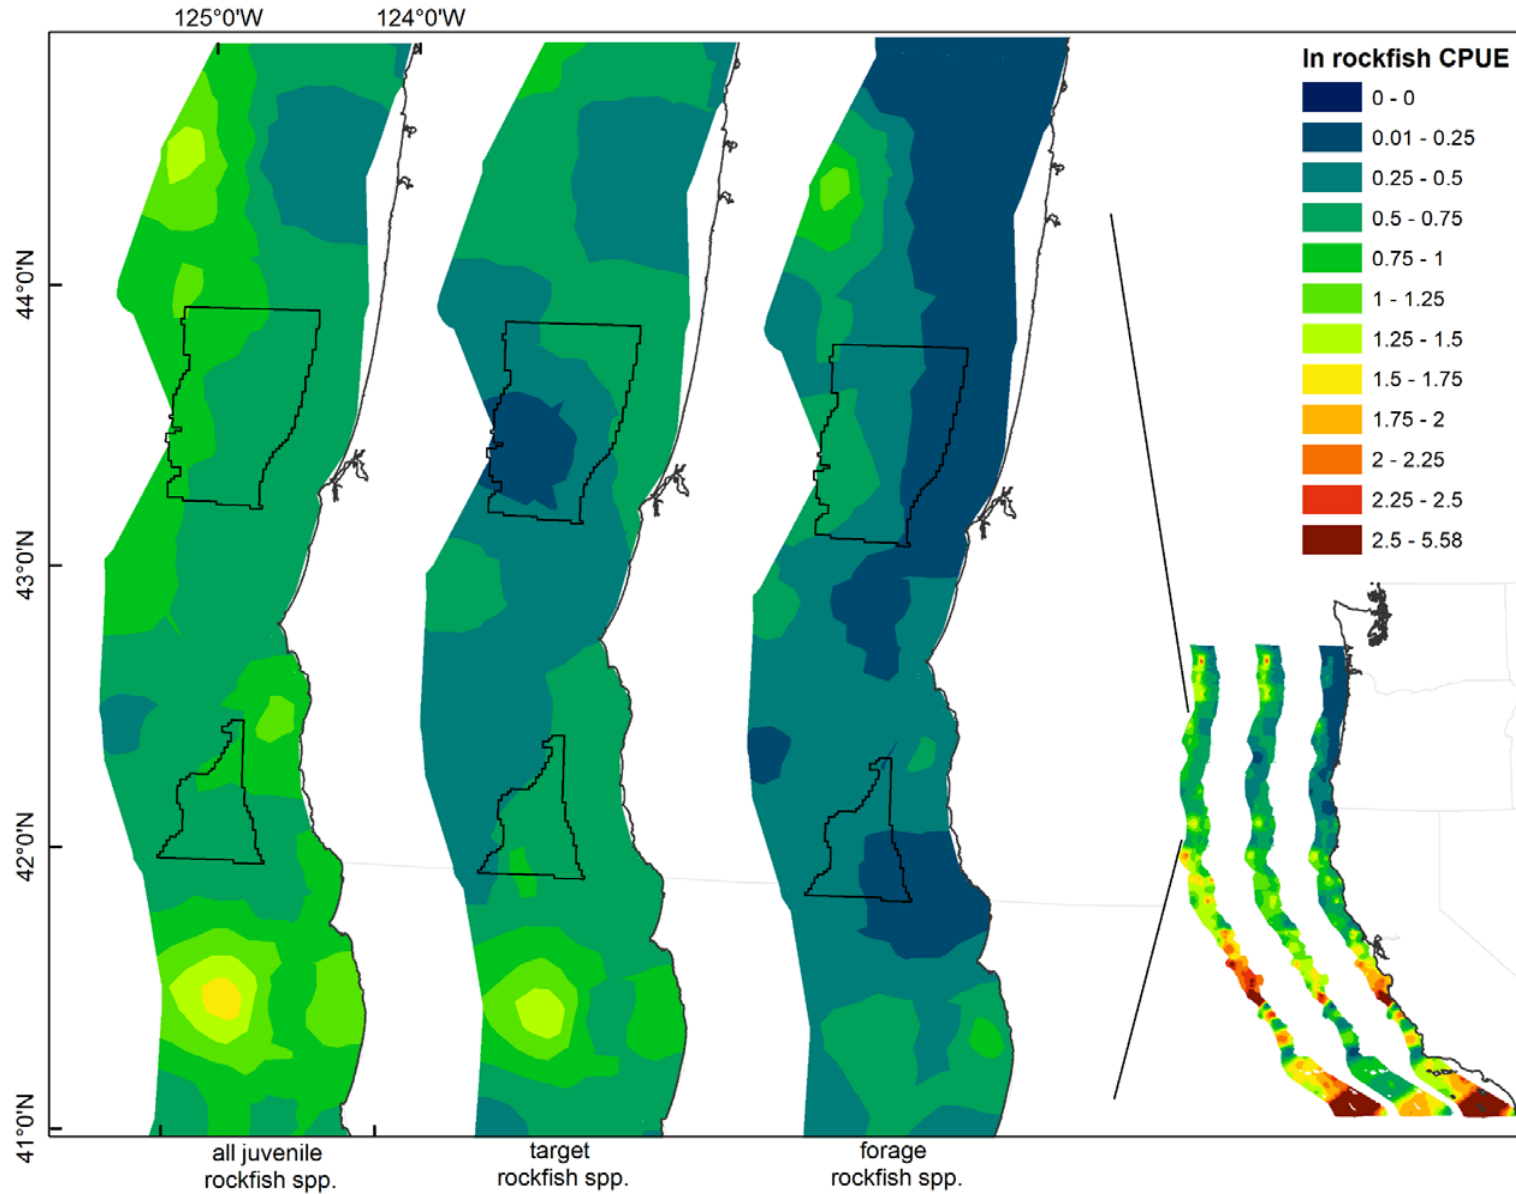 125°0'W
124°0'W
44°0'N
43°0'N
42°0'N
41°0'N
ln rockfish CPUE
0 - 0
0.01 - 0.25
0.25 - 0.5
0.5 - 0.75
0.75 - 1
1 - 1.25
1.25 - 1.5
1.5 - 1.75
1.75 - 2
2 - 2.25
2.25 - 2.5
2.5 - 5.58
all juvenile
rockfish spp.
target
rockfish spp.
forage
rockfish spp.